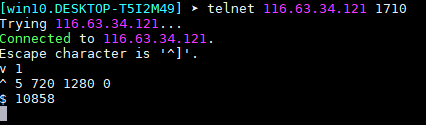 [win10.DESKTOP-T5I2M49] ➤ telnet 116.63.34.121 1710
Trying 116.63.34.121...
Connected to 116.63.34.121.
Escape character is '^]'.
v 1
^ 5 720 1280 0
$ 10858